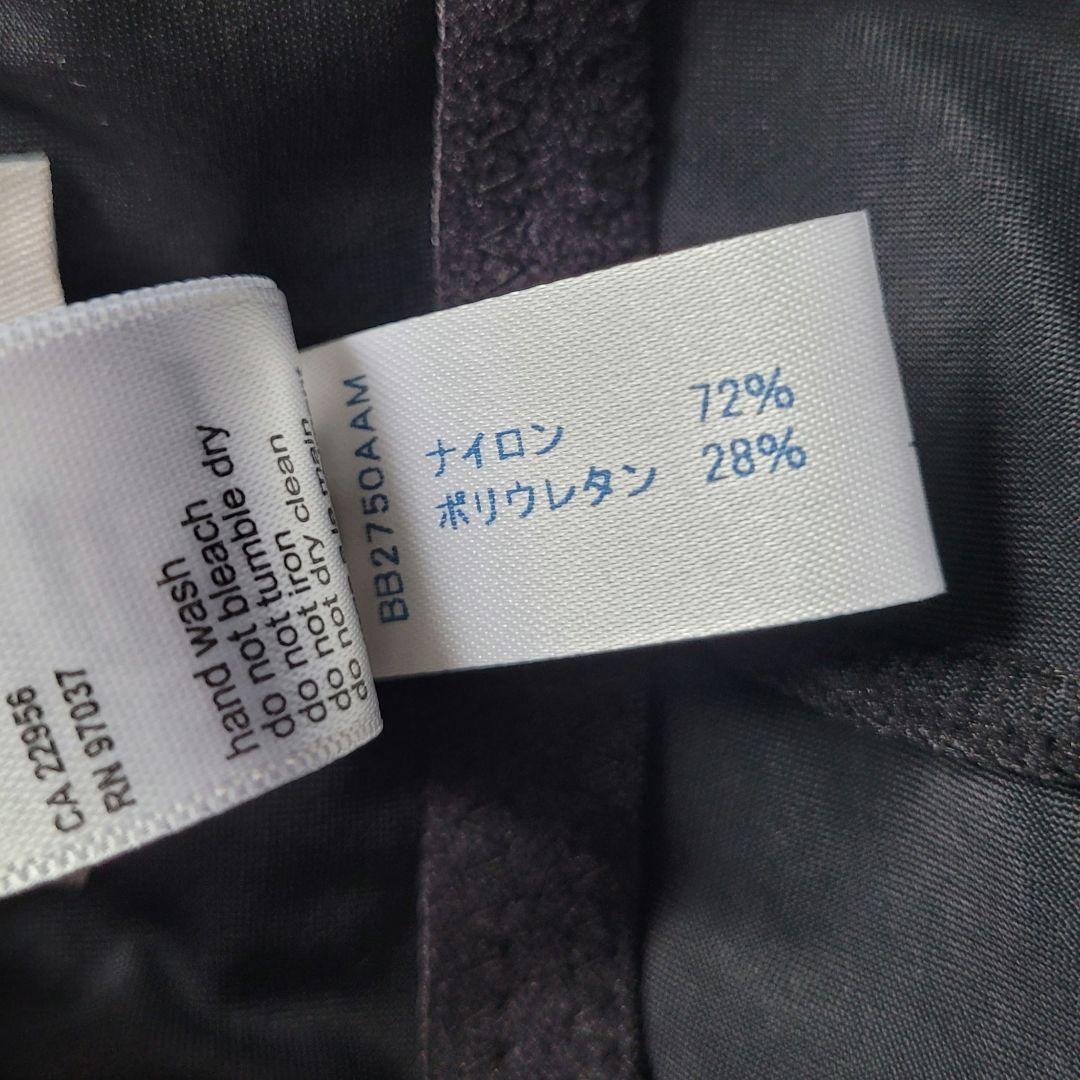 CA 22956
RN 97037
hand wash
do not bleach dry
do not tumble dry
do not iron
do not dry clean
BB2750AAM
ナイロン 72%
ポリウレタン 28%